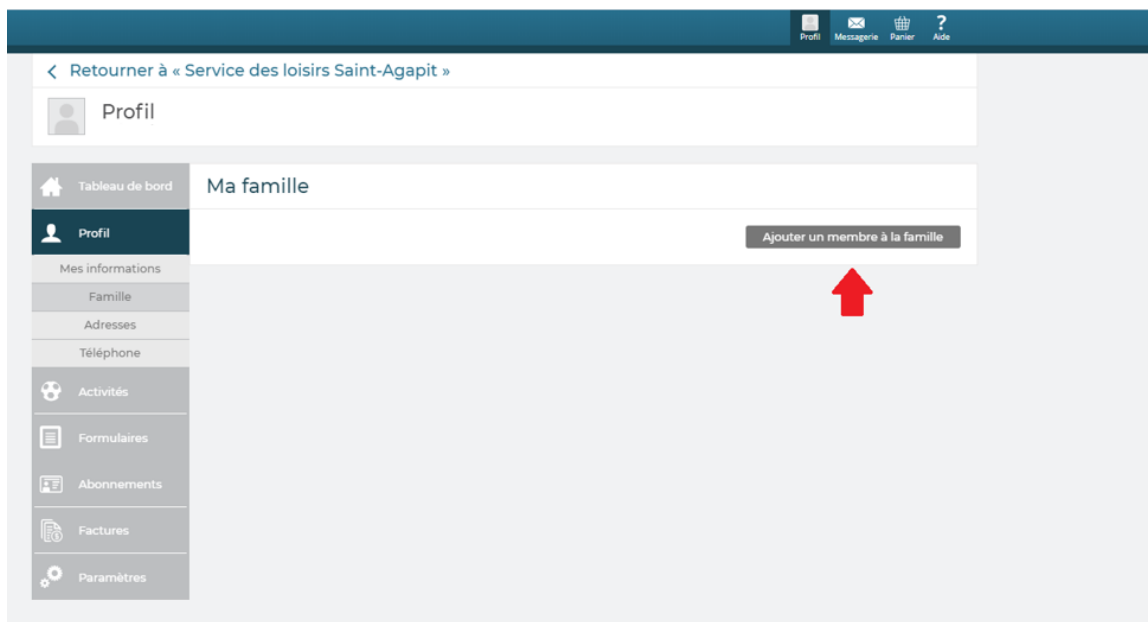 Profil Messagerie Panier ? Aide
Retourner à « Service des loisirs Saint-Agapit »
Profil
Tableau de bord
Ma famille
Profil
Ajouter un membre à la famille
Mes informations
Famille
Adresses
Téléphone
Activités
Formulaires
Abonnements
Factures
Paramètres